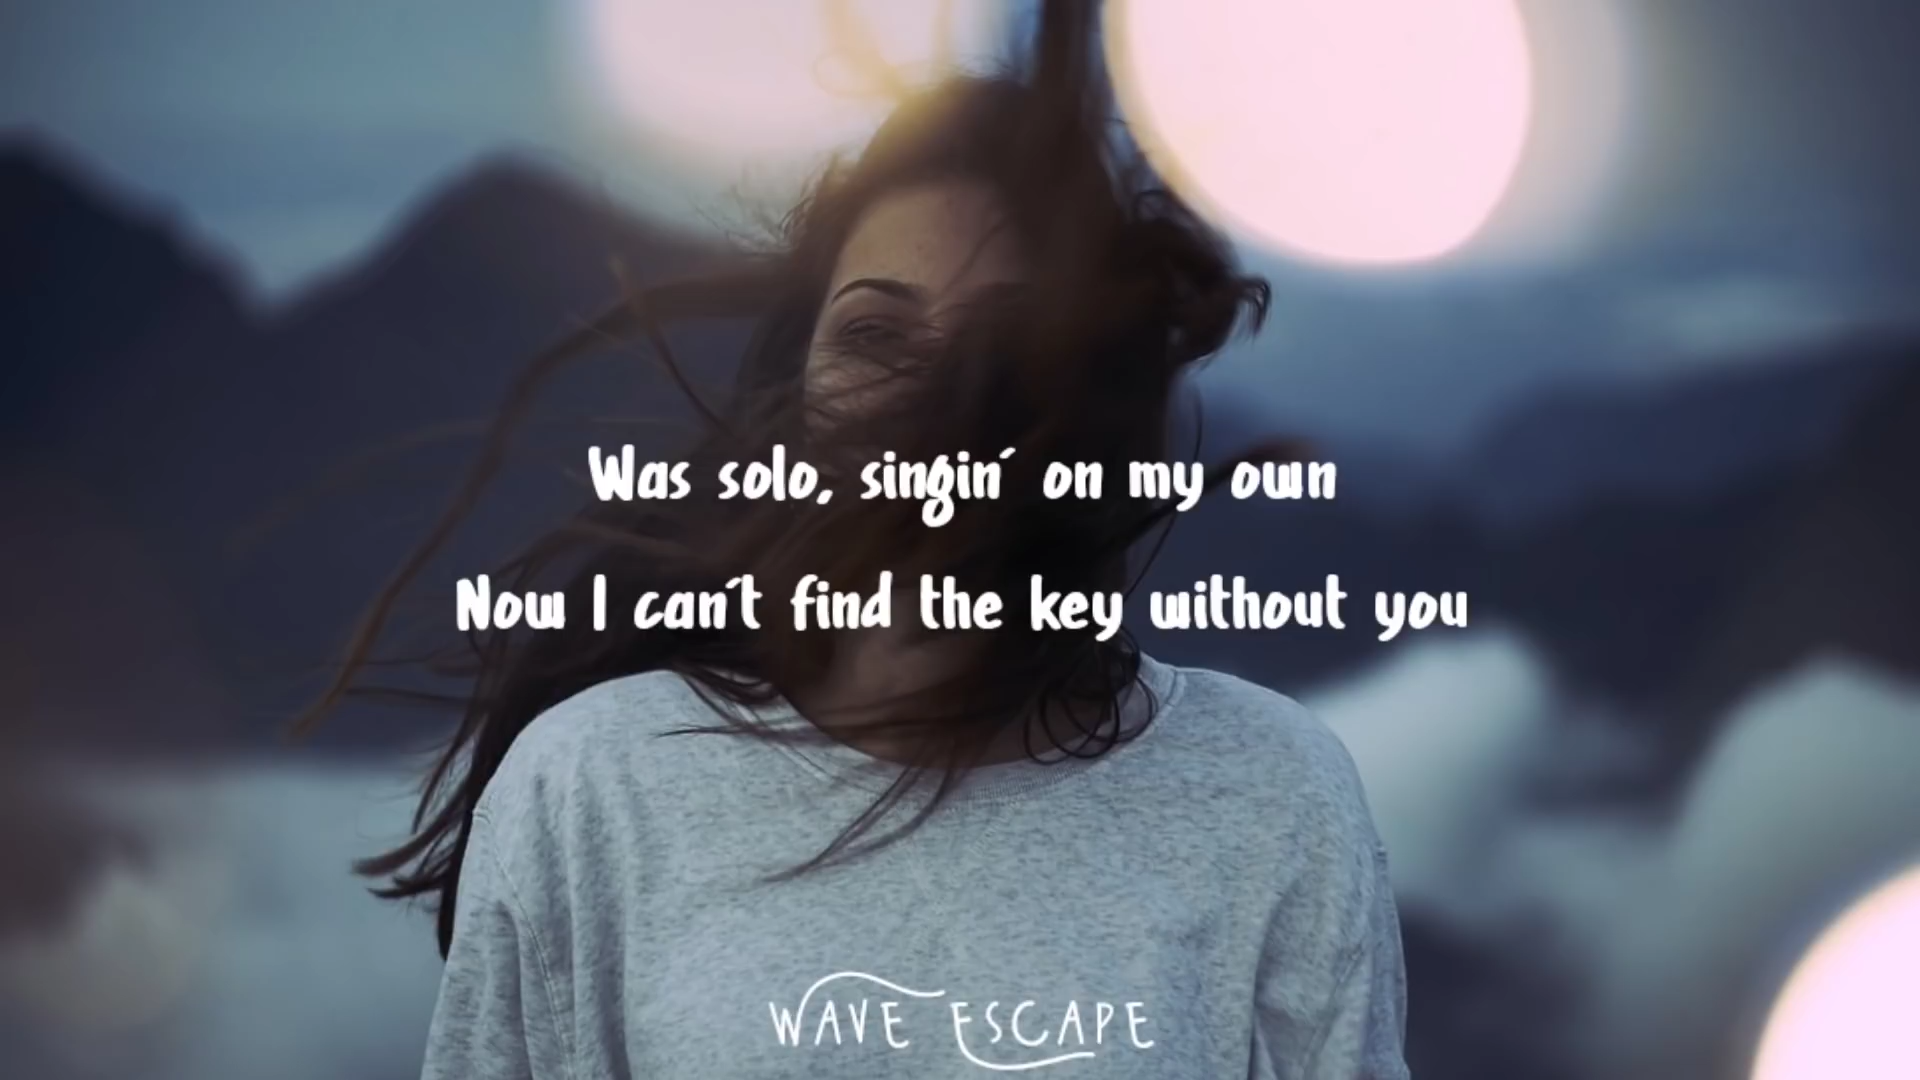 Was solo, singin´ on my own
Now I can´t find the key without you
WAVE ESCAPE